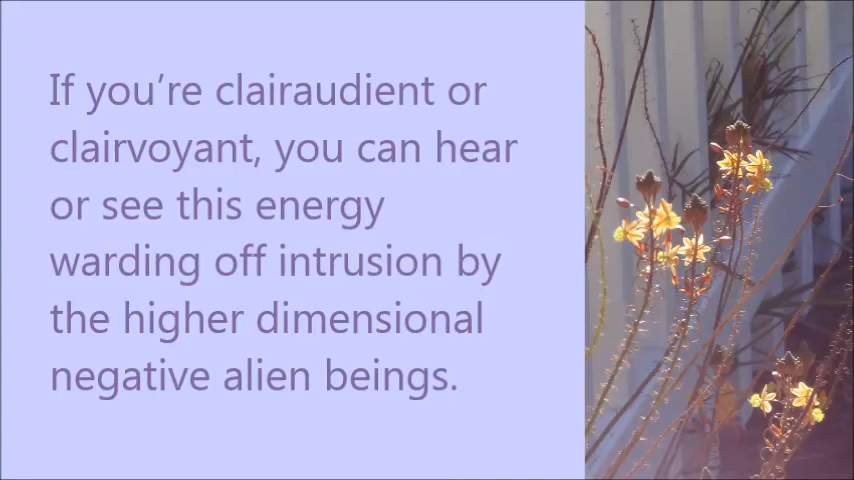 If you’re clairaudient or
clairvoyant, you can hear
or see this energy
warding off intrusion by
the higher dimensional
negative alien beings.